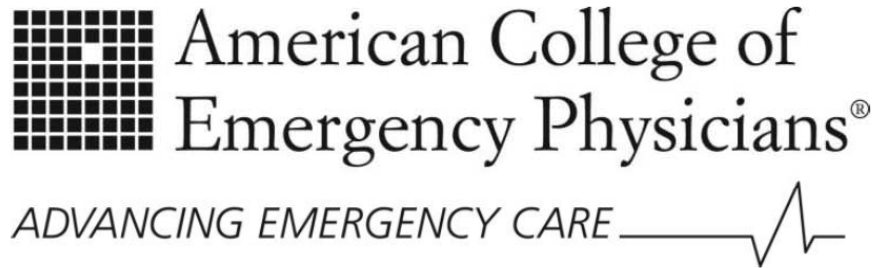 American College of
Emergency Physicians®
ADVANCING EMERGENCY CARE